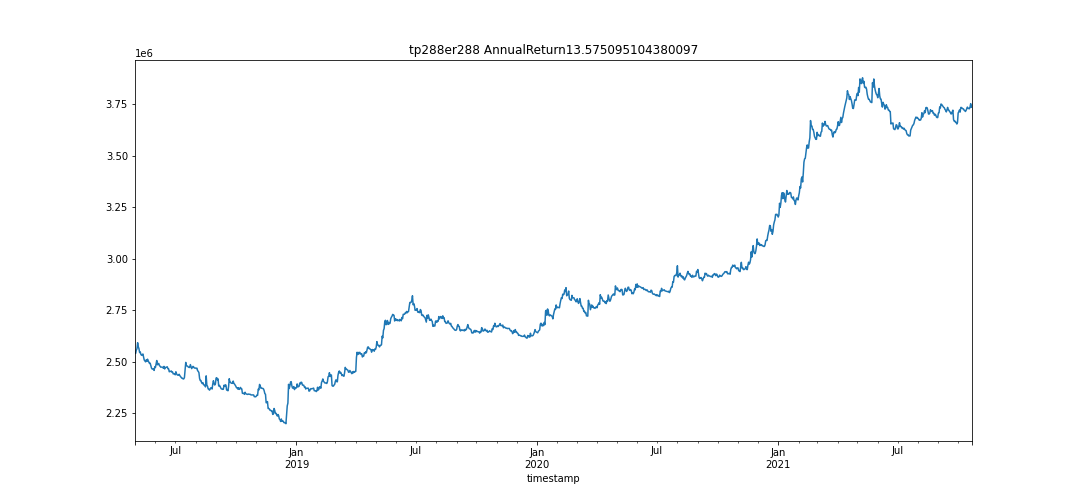 tp288er288 AnnualReturn13.575095104380097
1e6
3.75
3.50
3.25
3.00
2.75
2.50
2.25
Jul
Jan
2019
Jul
Jan
2020
Jul
Jan
2021
Jul
timestamp